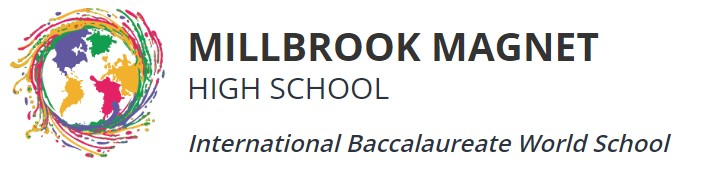 MILLBROOK MAGNET
HIGH SCHOOL
International Baccalaureate World School